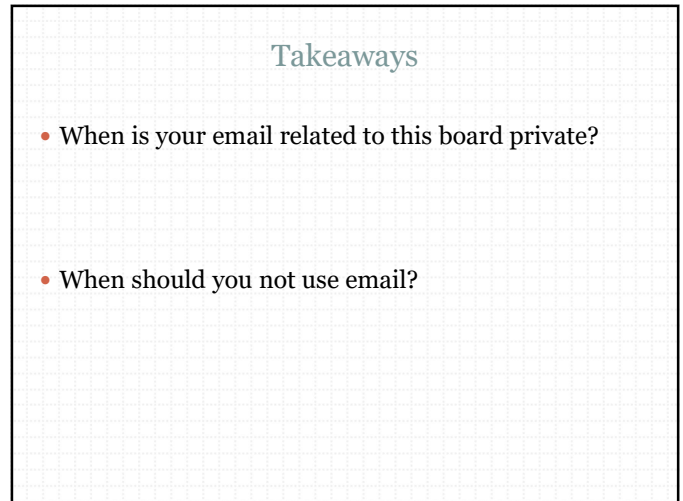 Takeaways
• When is your email related to this board private?
• When should you not use email?